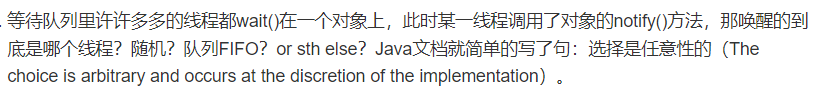 . 等待队列里许许多多的线程都wait()在一个对象上，此时某一线程调用了对象的notify()方法，那唤醒的到
底是哪个线程？随机？队列FIFO？or sth else？Java文档就简单的写了句：选择是任意性的（The
choice is arbitrary and occurs at the discretion of the implementation）。